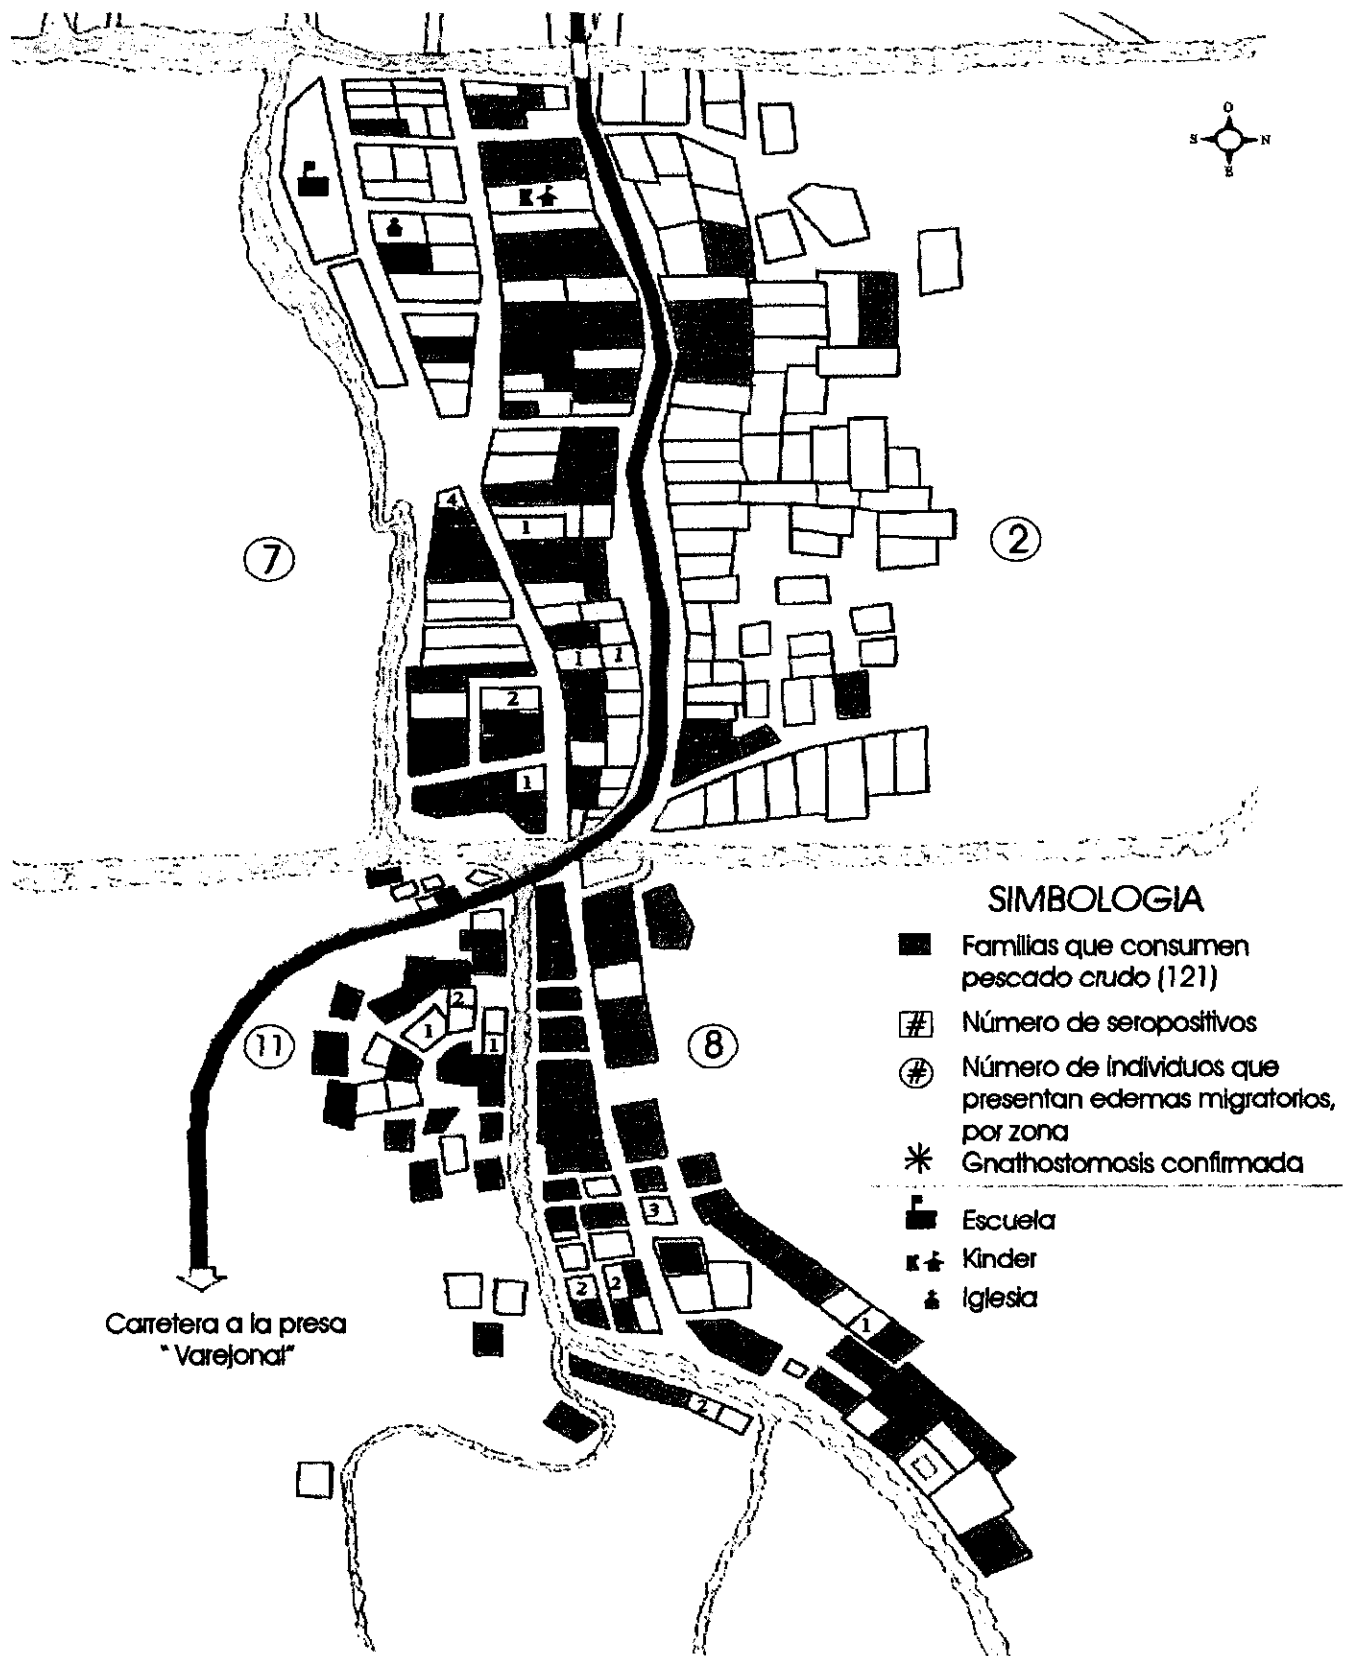 O
S N
E
K
4
1
7
2
1 1
2
1
SIMBOLOGIA
Familias que consumen
pescado crudo (121)
# Número de seropositivos
# Número de individuos que
presentan edemas migratorios,
por zona
Gnathostomosis confirmada
Escuela
K Kinder
Iglesia
2
1
1
11
8
3
2 2
1
2
Carretera a la presa
"Varejonal"